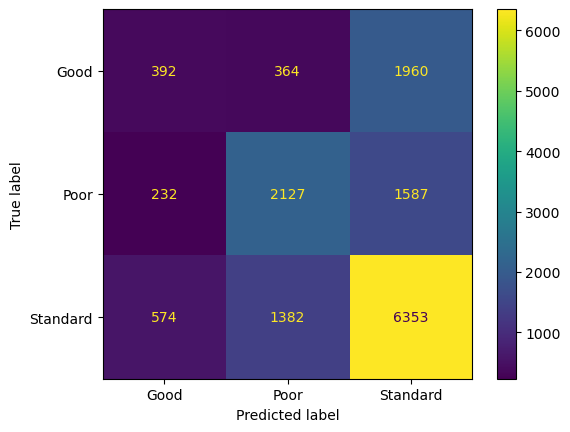 Good 392 364 1960
Poor 232 2127 1587
Standard 574 1382 6353
Good Poor Standard
Predicted label
True label
6000
5000
4000
3000
2000
1000